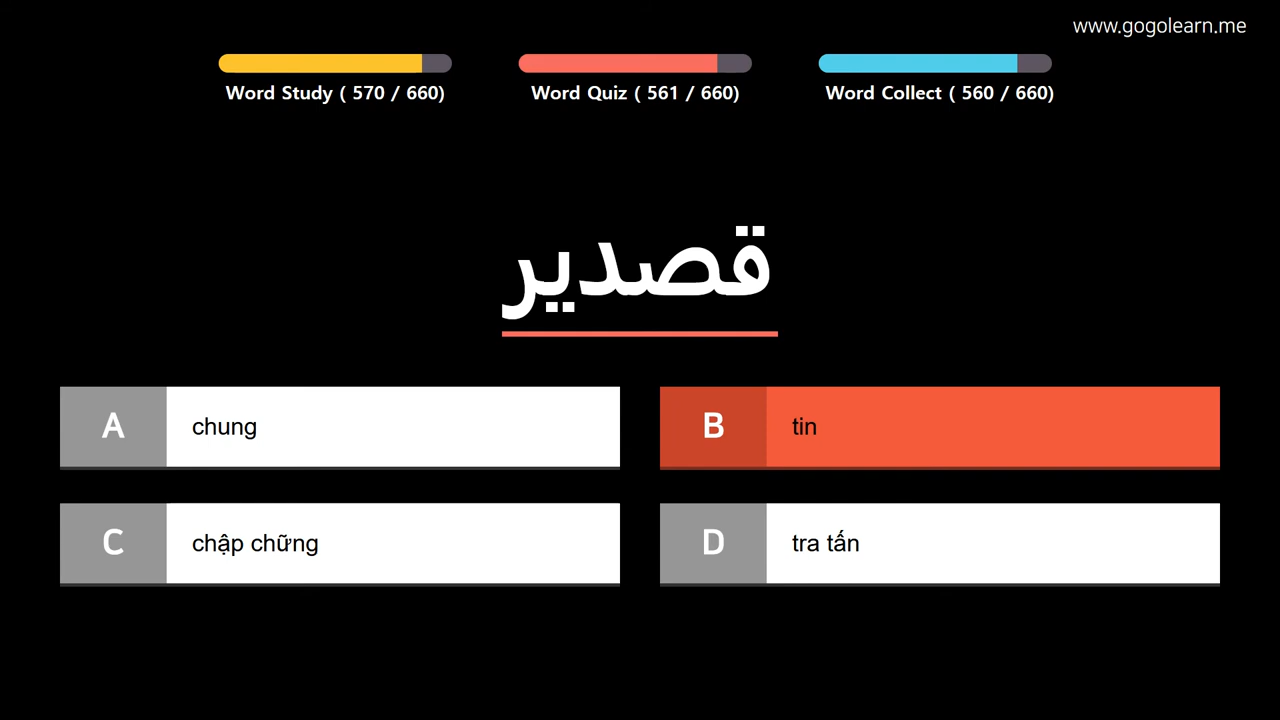 www.gogolearn.me
Word Study ( 570 / 660)
Word Quiz ( 561 / 660)
Word Collect ( 560 / 660)
قصدير
A chung
B tin
C chập chững
D tra tấn